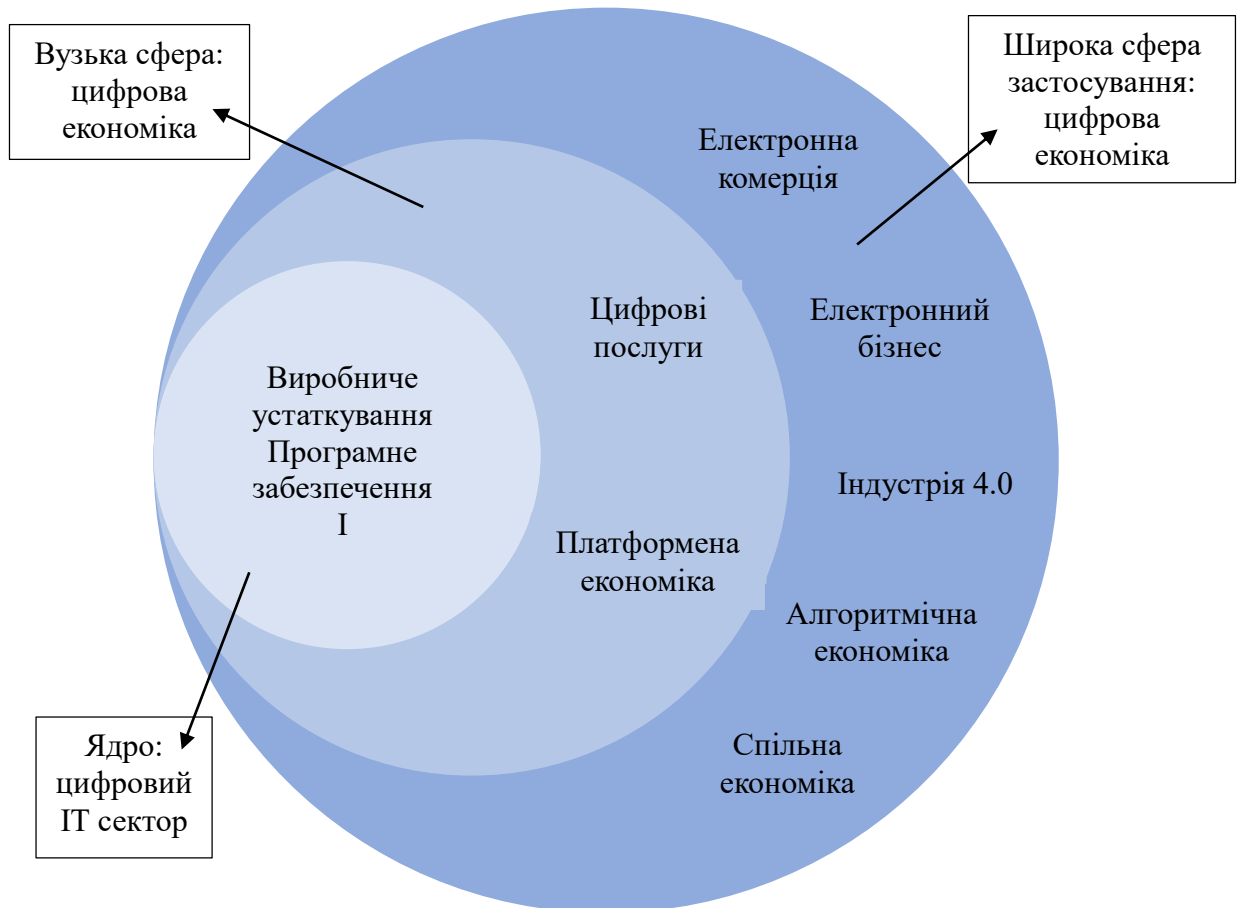 Вузька сфера:
цифрова
економіка
Широка сфера
застосування:
цифрова
економіка
Електронна
комерція
Цифрові
послуги
Електронний
бізнес
Виробниче
устаткування
Програмне
забезпечення
І
Індустрія 4.0
Платформена
економіка
Алгоритмічна
економіка
Спільна
економіка
Ядро:
цифровий
ІТ сектор